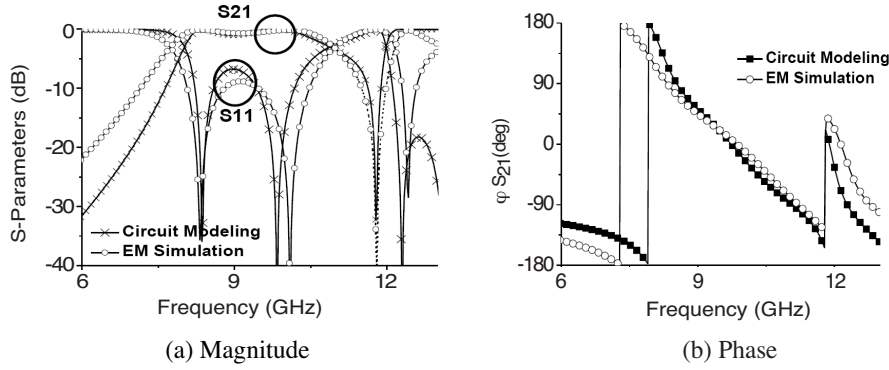 S21
0
-10
-20
-30
-40
S-Parameters (dB)
S11
Circuit Modeling
EM Simulation
6
9
12
Frequency (GHz)
(a) Magnitude
180
90
0
-90
-180
φ S21(deg)
Circuit Modeling
EM Simulation
6
9
12
Frequency (GHz)
(b) Phase